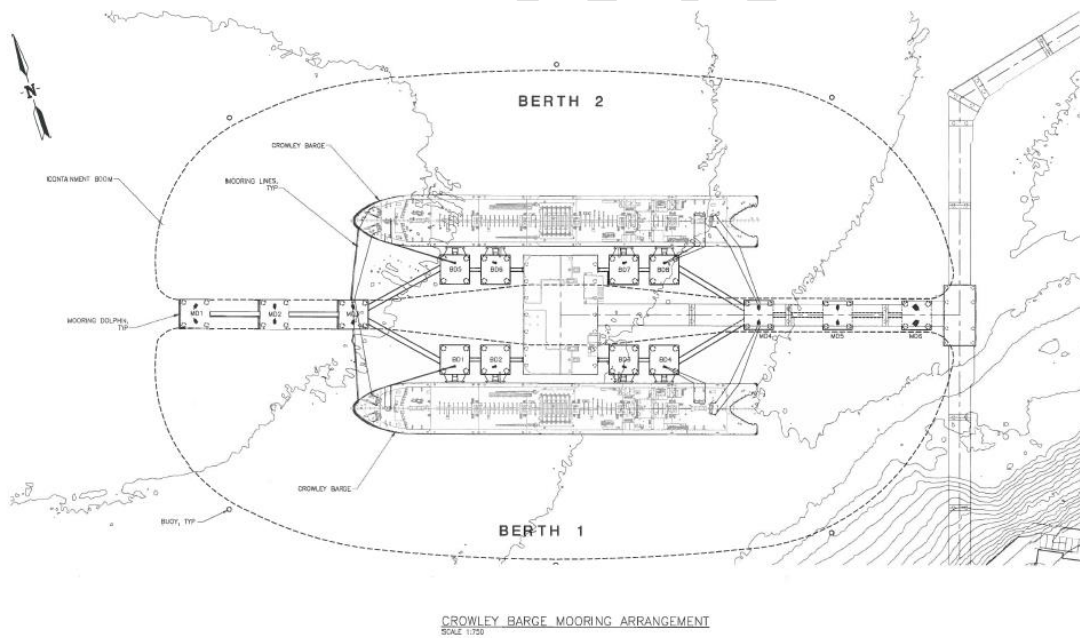 N
BERTH 2
CROWLEY BARGE
CONTAINMENT BOOM
MOORING LINES,
TYP
BD5
BD6
BD7
BD8
MD1
MD2
MD3
MOORING DOLPHIN,
TYP
MD4
MD5
MD6
BD1
BD2
BD3
BD4
CROWLEY BARGE
BUOY, TYP
BERTH 1
CROWLEY BARGE MOORING ARRANGEMENT
SCALE 1:750